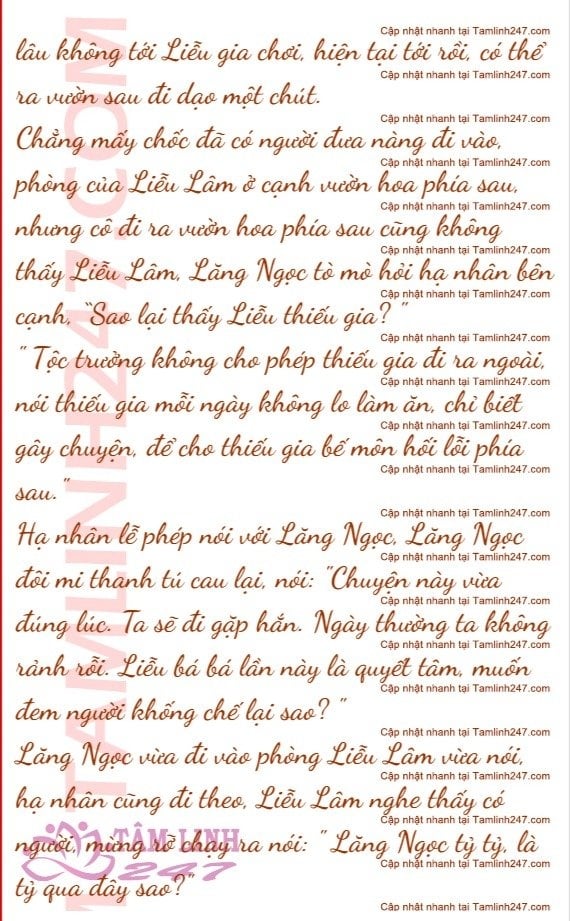 Cập nhật nhanh tại Tamlinh247.com
lâu không tới Liễu gia chơi, hiện tại tới rồi, có thể
Cập nhật nhanh tại Tamlinh247.com
ra vườn sau đi dạo một chút.
Cập nhật nhanh tại Tamlinh247.com
Chẳng mấy chốc đã có người đưa nàng đi vào,
Cập nhật nhanh tại Tamlinh247.com
phòng của Liễu Lâm ở cạnh vườn hoa phía sau,
Cập nhật nhanh tại Tamlinh247.com
nhưng cô đi ra vườn hoa phía sau cũng không
Cập nhật nhanh tại Tamlinh247.com
thấy Liễu Lâm, Lăng Ngọc tò mò hỏi hạ nhân bên
Cập nhật nhanh tại Tamlinh247.com
cạnh, "Sao lại thấy Liễu thiếu gia? "
Cập nhật nhanh tại Tamlinh247.com
" Tộc trưởng không cho phép thiếu gia đi ra ngoài,
Cập nhật nhanh tại Tamlinh247.com
nói thiếu gia mỗi ngày không lo làm ăn, chỉ biết
Cập nhật nhanh tại Tamlinh247.com
gây chuyện, để cho thiếu gia bế môn hối lỗi phía
Cập nhật nhanh tại Tamlinh247.com
sau."
Cập nhật nhanh tại Tamlinh247.com
Hạ nhân lễ phép nói với Lăng Ngọc, Lăng Ngọc
Cập nhật nhanh tại Tamlinh247.com
đôi mi thanh tú cau lại, nói: "Chuyện này vừa
Cập nhật nhanh tại Tamlinh247.com
đúng lúc. Ta sẽ đi gặp hắn. Ngày thường ta không
Cập nhật nhanh tại Tamlinh247.com
rảnh rỗi. Liễu bá bá lần này là quyết tâm, muốn
Cập nhật nhanh tại Tamlinh247.com
đem người khống chế lại sao? "
Cập nhật nhanh tại Tamlinh247.com
Lăng Ngọc vừa đi vào phòng Liễu Lâm vừa nói,
Cập nhật nhanh tại Tamlinh247.com
hạ nhân cũng đi theo, Liễu Lâm nghe thấy có
Cập nhật nhanh tại Tamlinh247.com
người, mừng rỡ chạy ra nói: " Lăng Ngọc tỷ tỷ, là
Cập nhật nhanh tại Tamlinh247.com
tỷ qua đây sao?"
Cập nhật nhanh tại Tamlinh247.com
TAMLINH247.COM
TÂM LINH
247